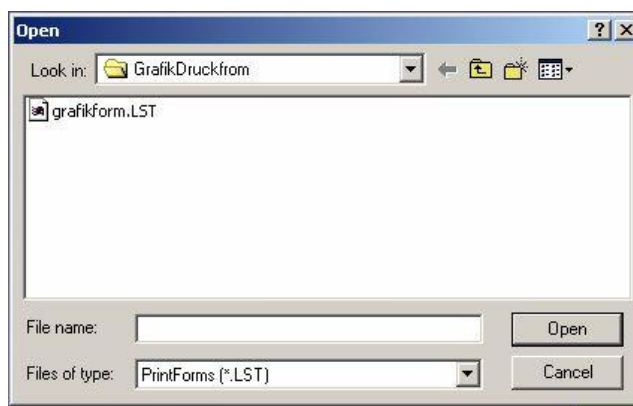 Open
Look in: GrafikDruckfrom
grafikform.LST
File name: Open
Files of type: PrintForms (*.LST) Cancel